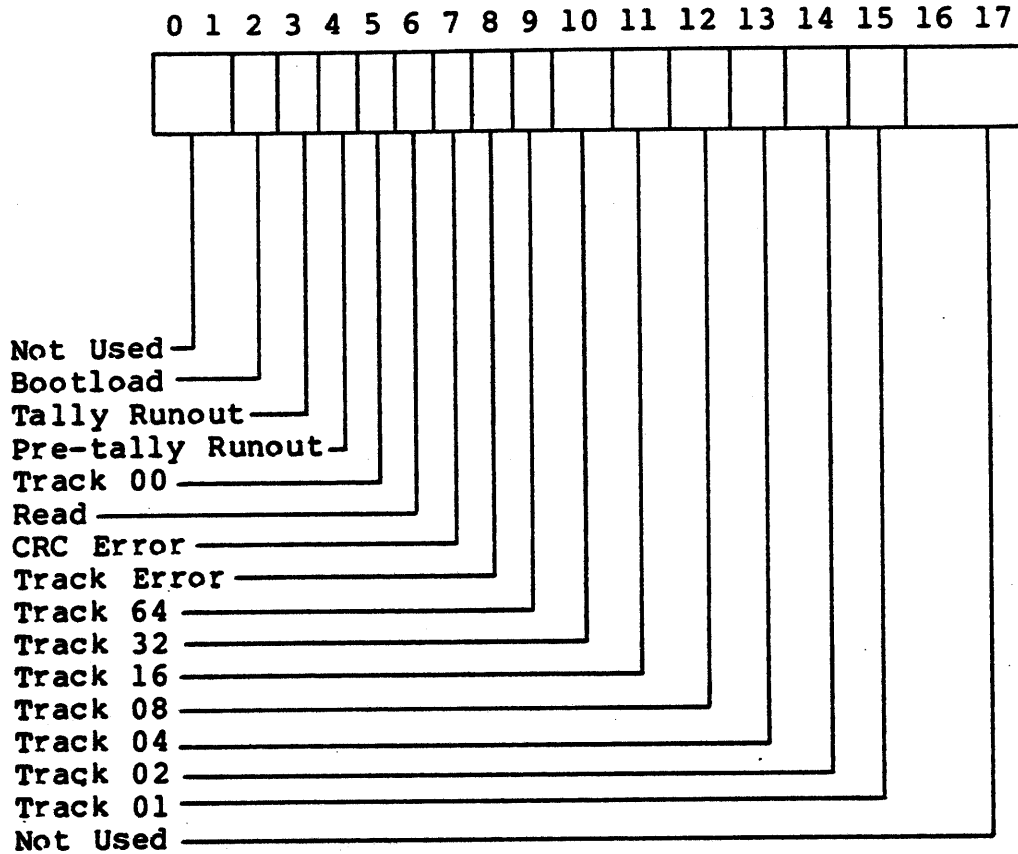 0 1 2 3 4 5 6 7 8 9 10 11 12 13 14 15 16 17
Not Used
Bootload
Tally Runout
Pre-tally Runout
Track 00
Read
CRC Error
Track Error
Track 64
Track 32
Track 16
Track 08
Track 04
Track 02
Track 01
Not Used